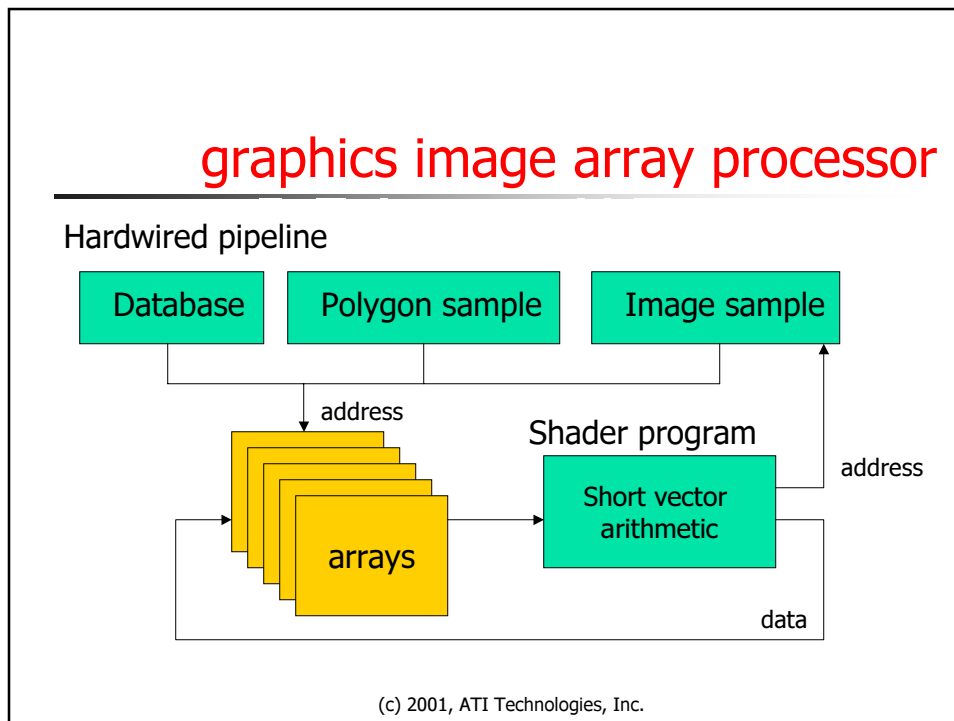 graphics image array processor
Hardwired pipeline
Database
Polygon sample
Image sample
address
Shader program
address
Short vector
arithmetic
arrays
data
(c) 2001, ATI Technologies, Inc.